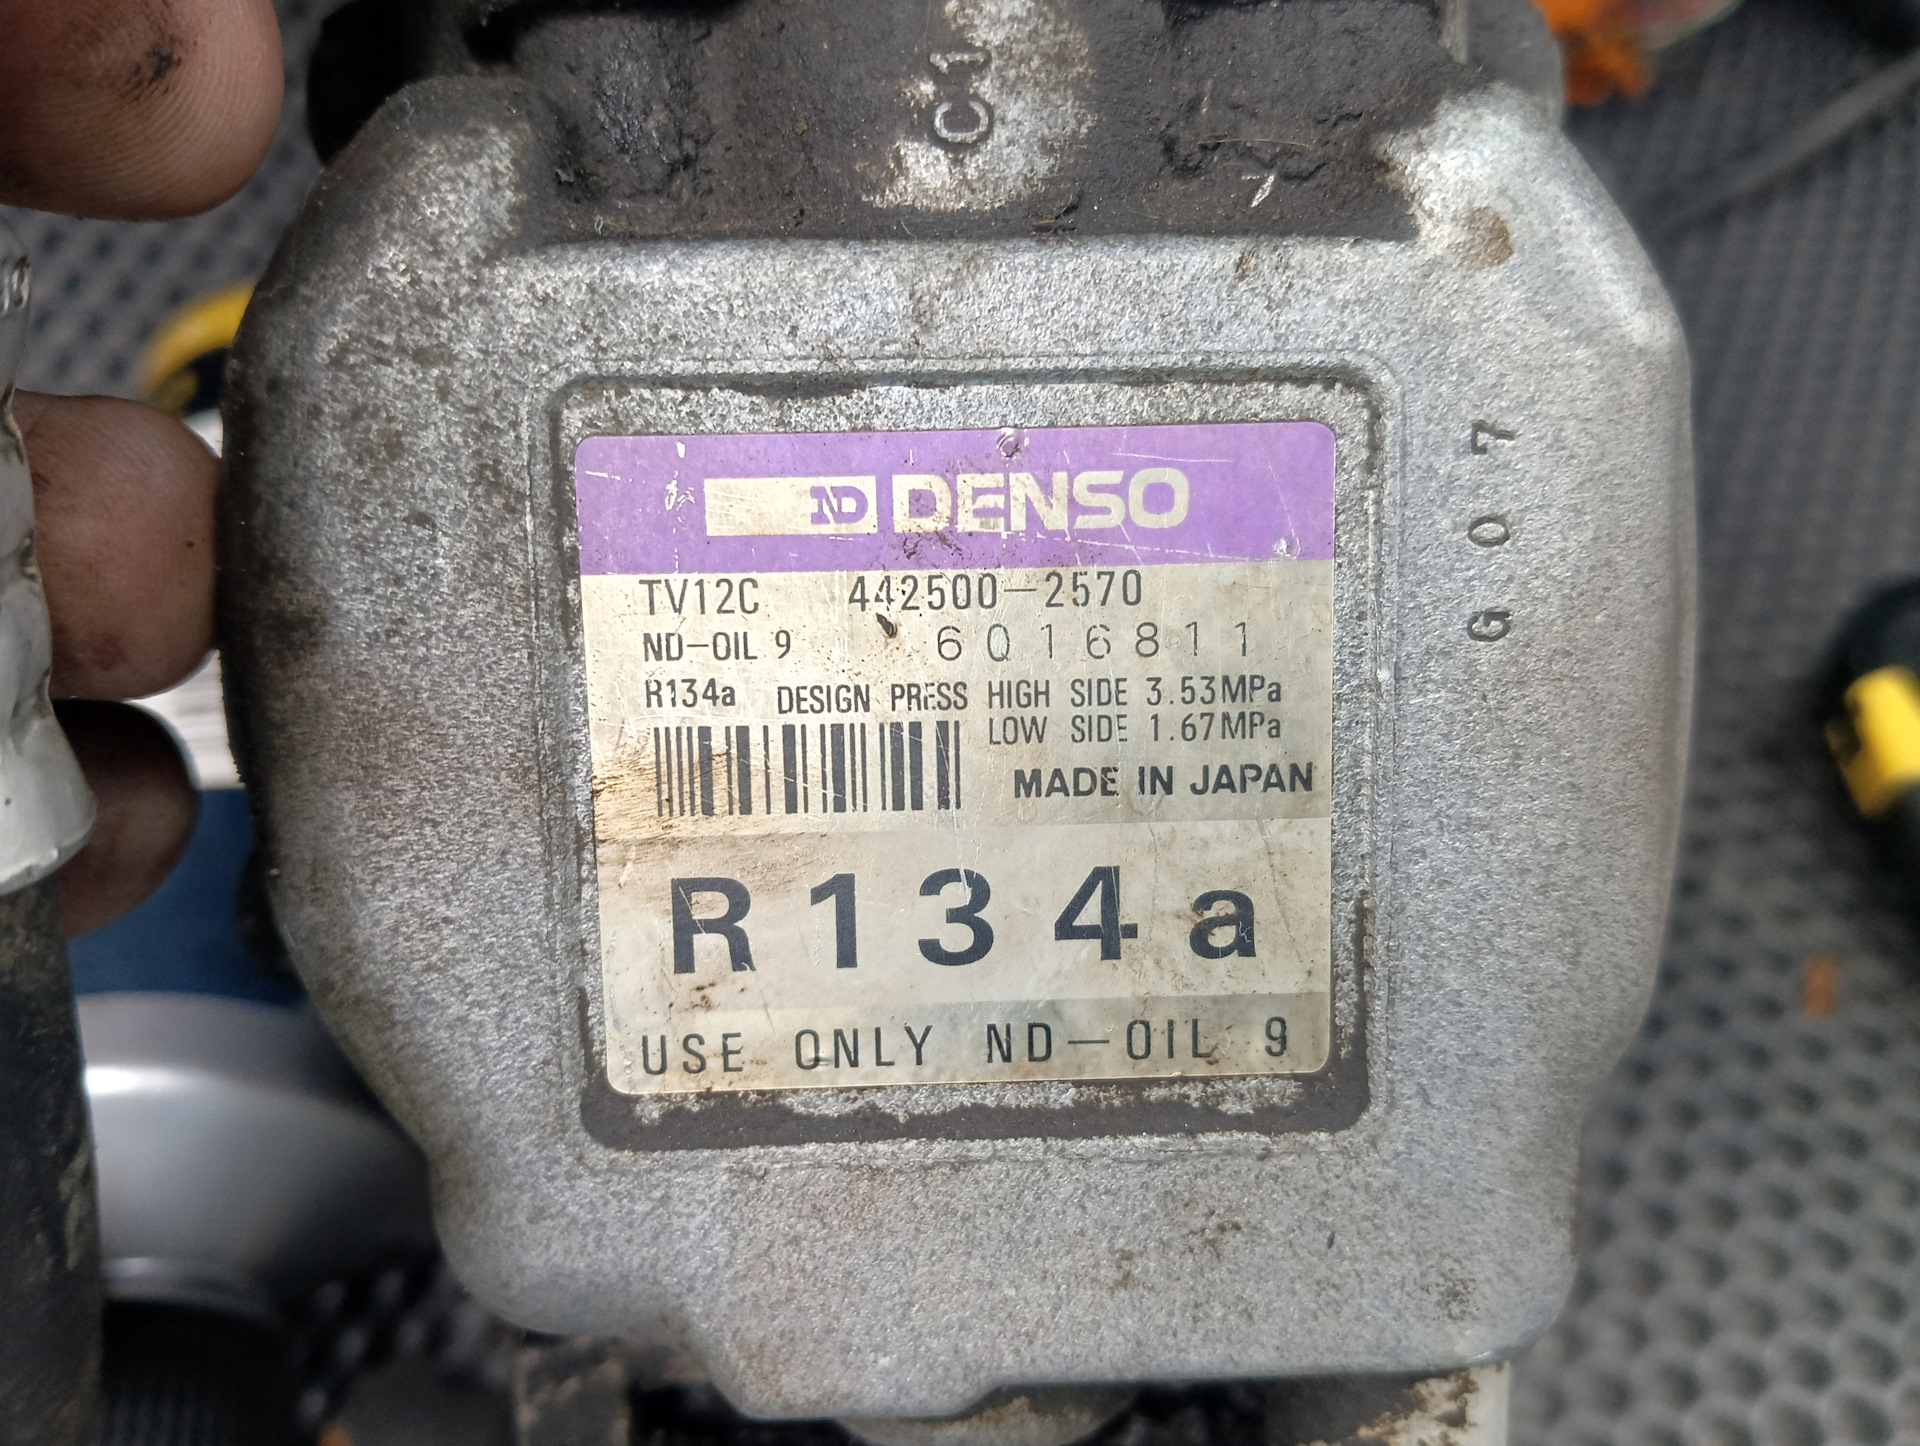 C1
ND DENSO
TV12C 442500-2570
ND-OIL 9 6016811
R134a DESIGN PRESS HIGH SIDE 3.53MPa
LOW SIDE 1.67MPa
MADE IN JAPAN
R134a
USE ONLY ND-OIL 9
G07